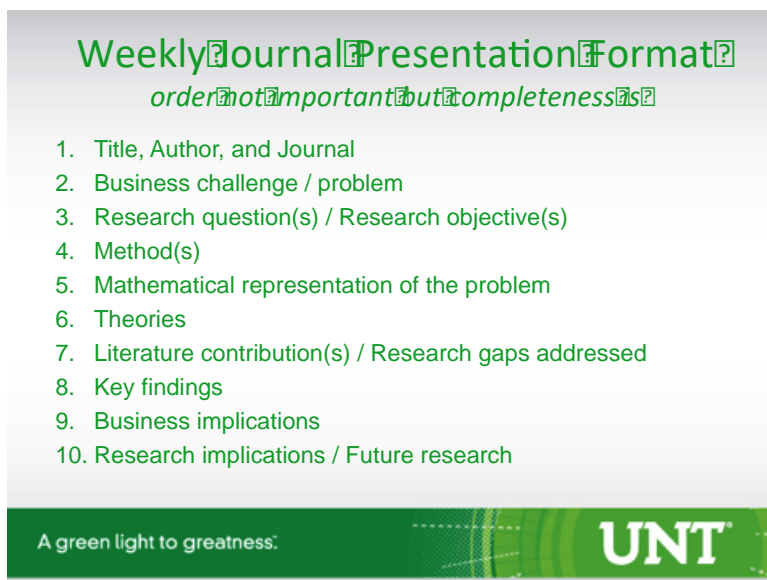 Weekly⍰Journal⍰Presentation⍰Format⍰
order⍰not⍰important⍰but⍰completeness⍰is⍰
1. Title, Author, and Journal
2. Business challenge / problem
3. Research question(s) / Research objective(s)
4. Method(s)
5. Mathematical representation of the problem
6. Theories
7. Literature contribution(s) / Research gaps addressed
8. Key findings
9. Business implications
10. Research implications / Future research
A green light to greatness.
UNT